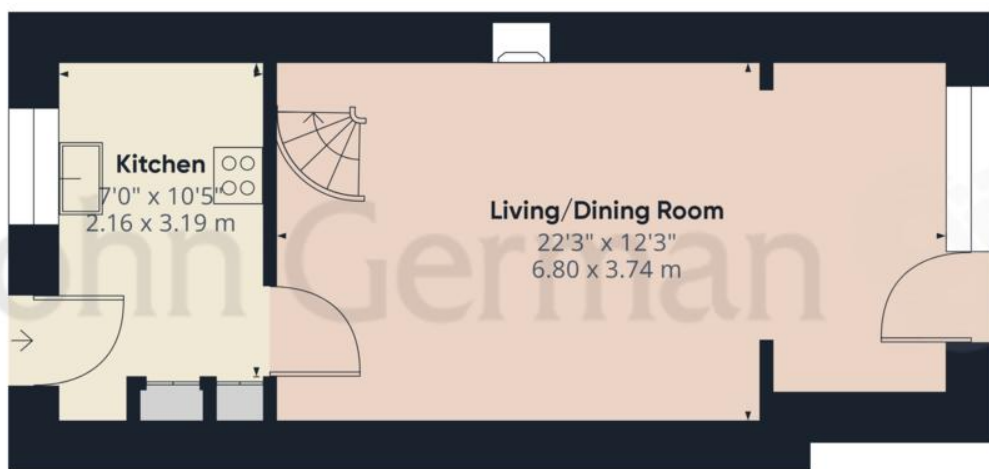 Kitchen
7'0" x 10'5"
2.16 x 3.19 m
Living/Dining Room
22'3" x 12'3"
6.80 x 3.74 m
John German